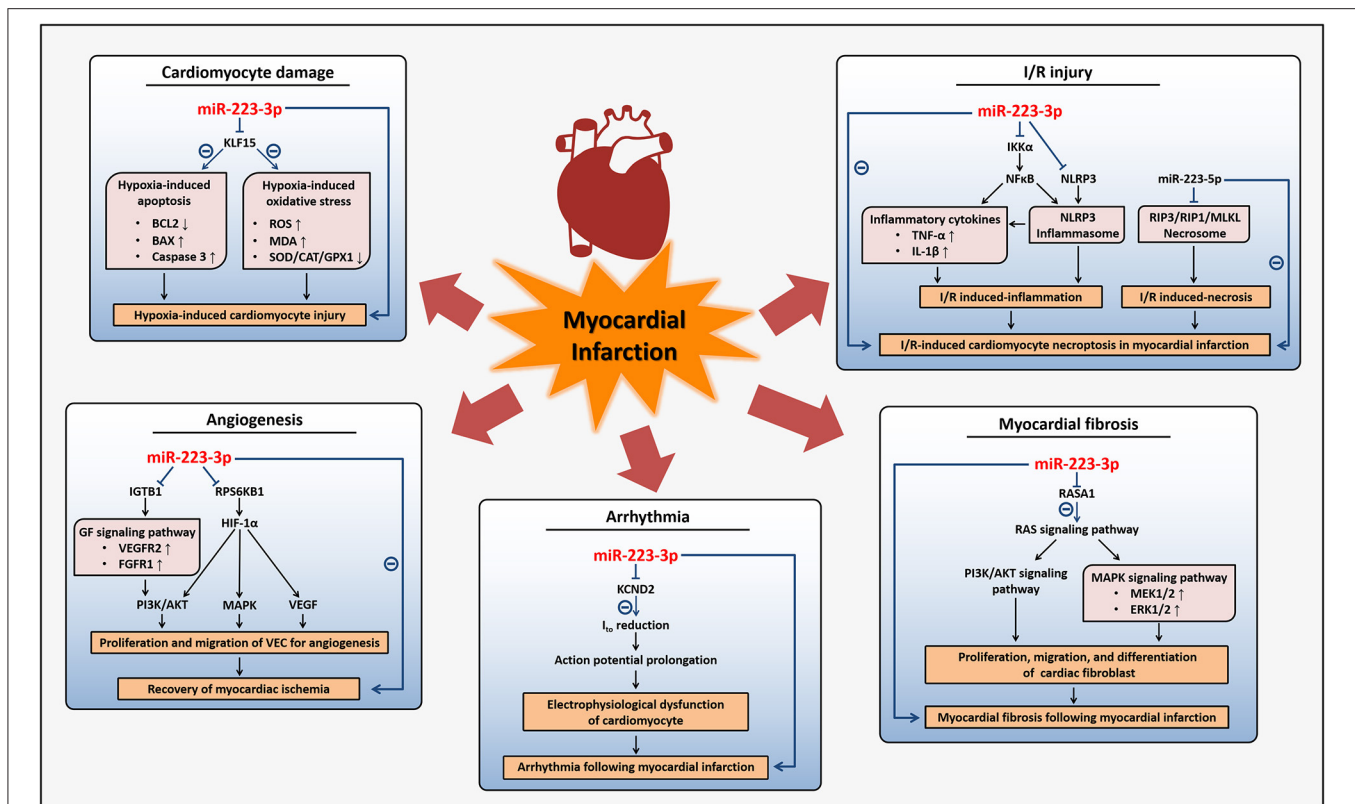 Cardiomyocyte damage
miR-223-3p
KLF15
Hypoxia-induced
apoptosis
• BCL2 ↓
• BAX ↑
• Caspase 3 ↑
Hypoxia-induced
oxidative stress
• ROS ↑
• MDA ↑
• SOD/CAT/GPX1 ↓
Hypoxia-induced cardiomyocyte injury
I/R injury
miR-223-3p
IKKα
NFκB
NLRP3
miR-223-5p
Inflammatory cytokines
• TNF-α ↑
• IL-1β ↑
NLRP3
Inflammasome
RIP3/RIP1/MLKL
Necrosome
I/R induced-inflammation
I/R induced-necrosis
I/R-induced cardiomyocyte necroptosis in myocardial infarction
Myocardial
Infarction
Angiogenesis
miR-223-3p
IGTB1
RPS6KB1
HIF-1α
GF signaling pathway
• VEGFR2 ↑
• FGFR1 ↑
PI3K/AKT
MAPK
VEGF
Proliferation and migration of VEC for angiogenesis
Recovery of myocardiac ischemia
Arrhythmia
miR-223-3p
KCND2
Ito reduction
Action potential prolongation
Electrophysiological dysfunction
of cardiomyocyte
Arrhythmia following myocardial infarction
Myocardial fibrosis
miR-223-3p
RASA1
RAS signaling pathway
PI3K/AKT signaling
pathway
MAPK signaling pathway
• MEK1/2 ↑
• ERK1/2 ↑
Proliferation, migration, and differentiation
of cardiac fibroblast
Myocardial fibrosis following myocardial infarction